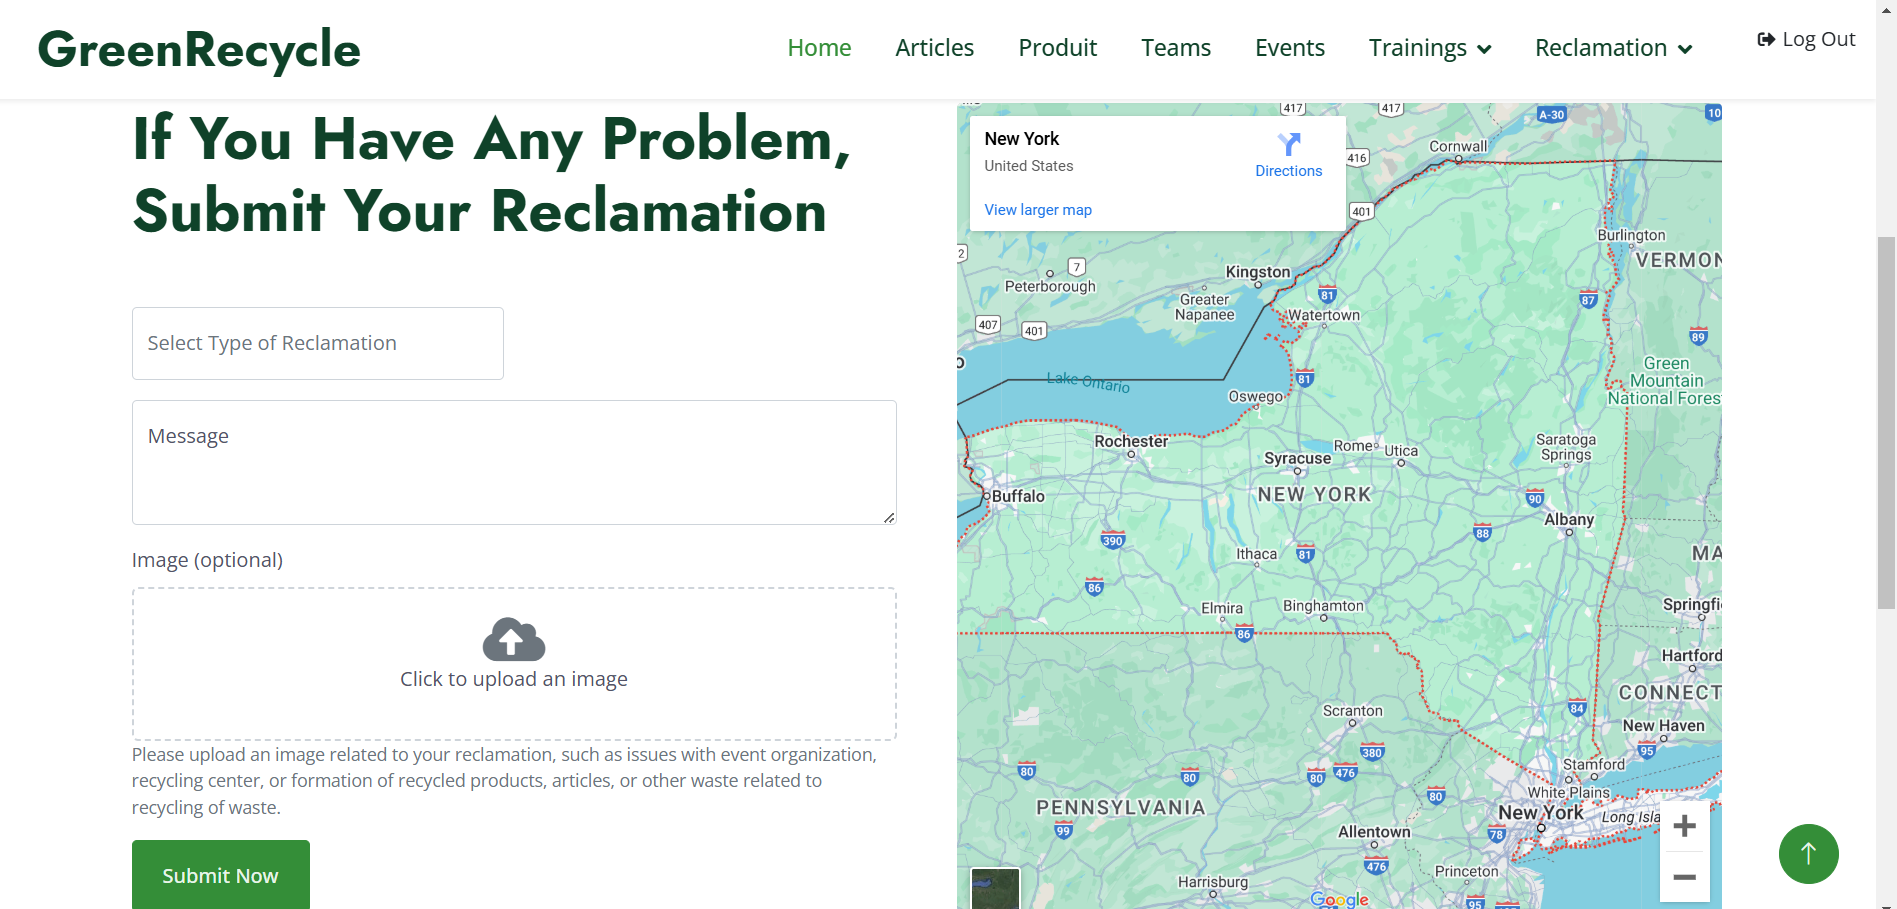 GreenRecycle
Home Articles Produit Teams Events Trainings Reclamation Log Out
If You Have Any Problem,
Submit Your Reclamation
Select Type of Reclamation
Message
Image (optional)
Click to upload an image
Please upload an image related to your reclamation, such as issues with event organization,
recycling center, or formation of recycled products, articles, or other waste related to
recycling of waste.
Submit Now
New York
United States
Directions
View larger map
417
417
A-30
10
416
Cornwall
401
Burlington
2
7
Kingston
VERMON
Peterborough
Greater
Napanee
81
87
407
401
Watertown
89
Green
Mountain
National Fores
Lake Ontario
81
Oswego
Rochester
Rome
Utica
Saratoga
Springs
Syracuse
NEW YORK
Buffalo
90
Albany
390
88
Ithaca
81
MA
86
Elmira
Binghamton
Springfi
86
Hartford
CONNECT
Scranton
84
New Haven
380
95
80
80
80
476
Stamford
80
White Plains
PENNSYLVANIA
New York
Long Isla
99
Allentown
78
476
Princeton
Harrisburg
95
Google